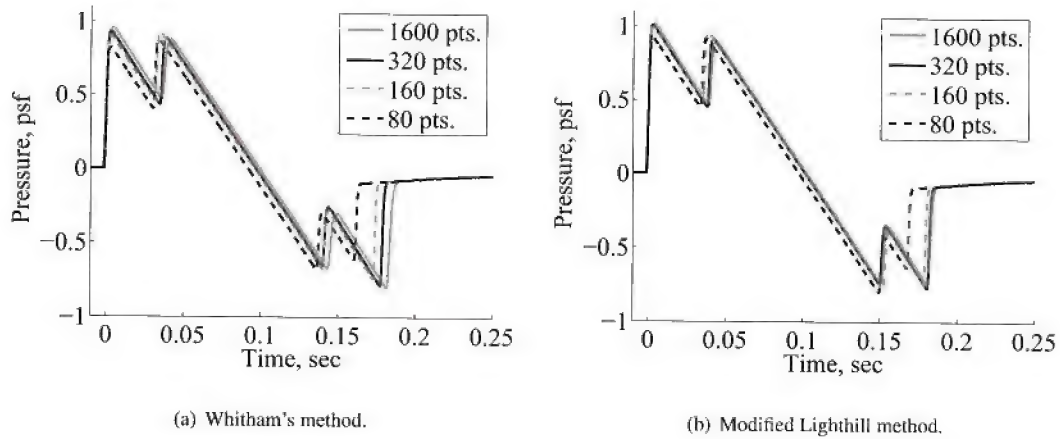 1
0.5
0
−0.5
−1
Pressure, psf
0
0.05
0.1
0.15
0.2
0.25
Time, sec
1600 pts.
320 pts.
160 pts.
80 pts.
(a) Whitham's method.
1
0.5
0
−0.5
−1
Pressure, psf
0
0.05
0.1
0.15
0.2
0.25
Time, sec
1600 pts.
320 pts.
160 pts.
80 pts.
(b) Modified Lighthill method.